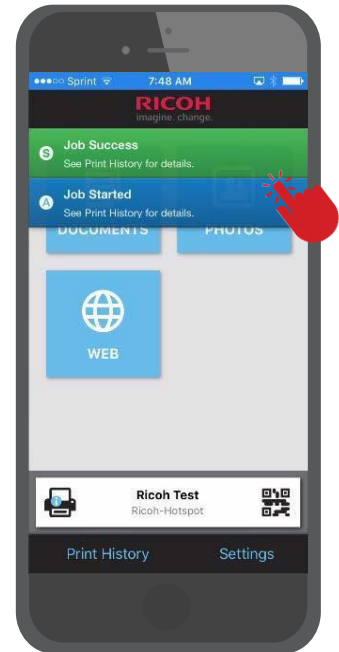 Sprint 7:48 AM
RICOH
imagine. change.
S Job Success
See Print History for details.
A Job Started
See Print History for details.
DOCUMENTS PHOTOS
WEB
Ricoh Test
Ricoh-Hotspot
Print History Settings